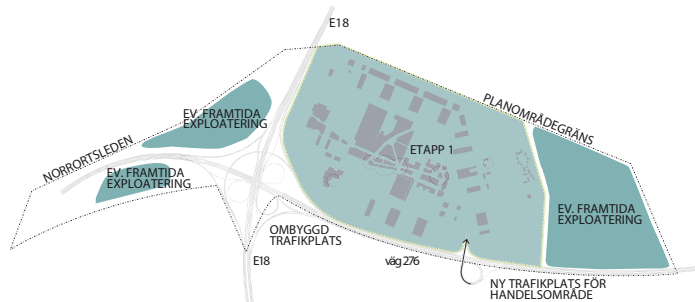 E18
EV. FRAMTIDA
EXPLOATERING
PLANOMRÅDEGRÄNS
NORRORTSLEDEN
ETAPP 1
EV. FRAMTIDA
EXPLOATERING
EV. FRAMTIDA
EXPLOATERING
OMBYGGD
TRAFIKPLATS
E18
väg 276
NY TRAFIKPLATS FÖR
HANDELSOMRÅDE